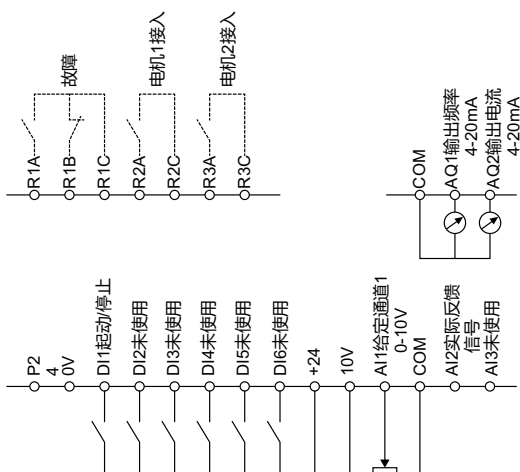 故障
电机1接入
电机2接入
R1A
R1B
R1C
R2A
R2C
R3A
R3C
COM
AQ1输出频率
4-20mA
AQ2输出电流
4-20mA
P2
4
0V
DI1起动/停止
DI2未使用
DI3未使用
DI4未使用
DI5未使用
DI6未使用
+24
10V
AI1给定通道1
0-10V
COM
AI2实际反馈
信号
AI3未使用